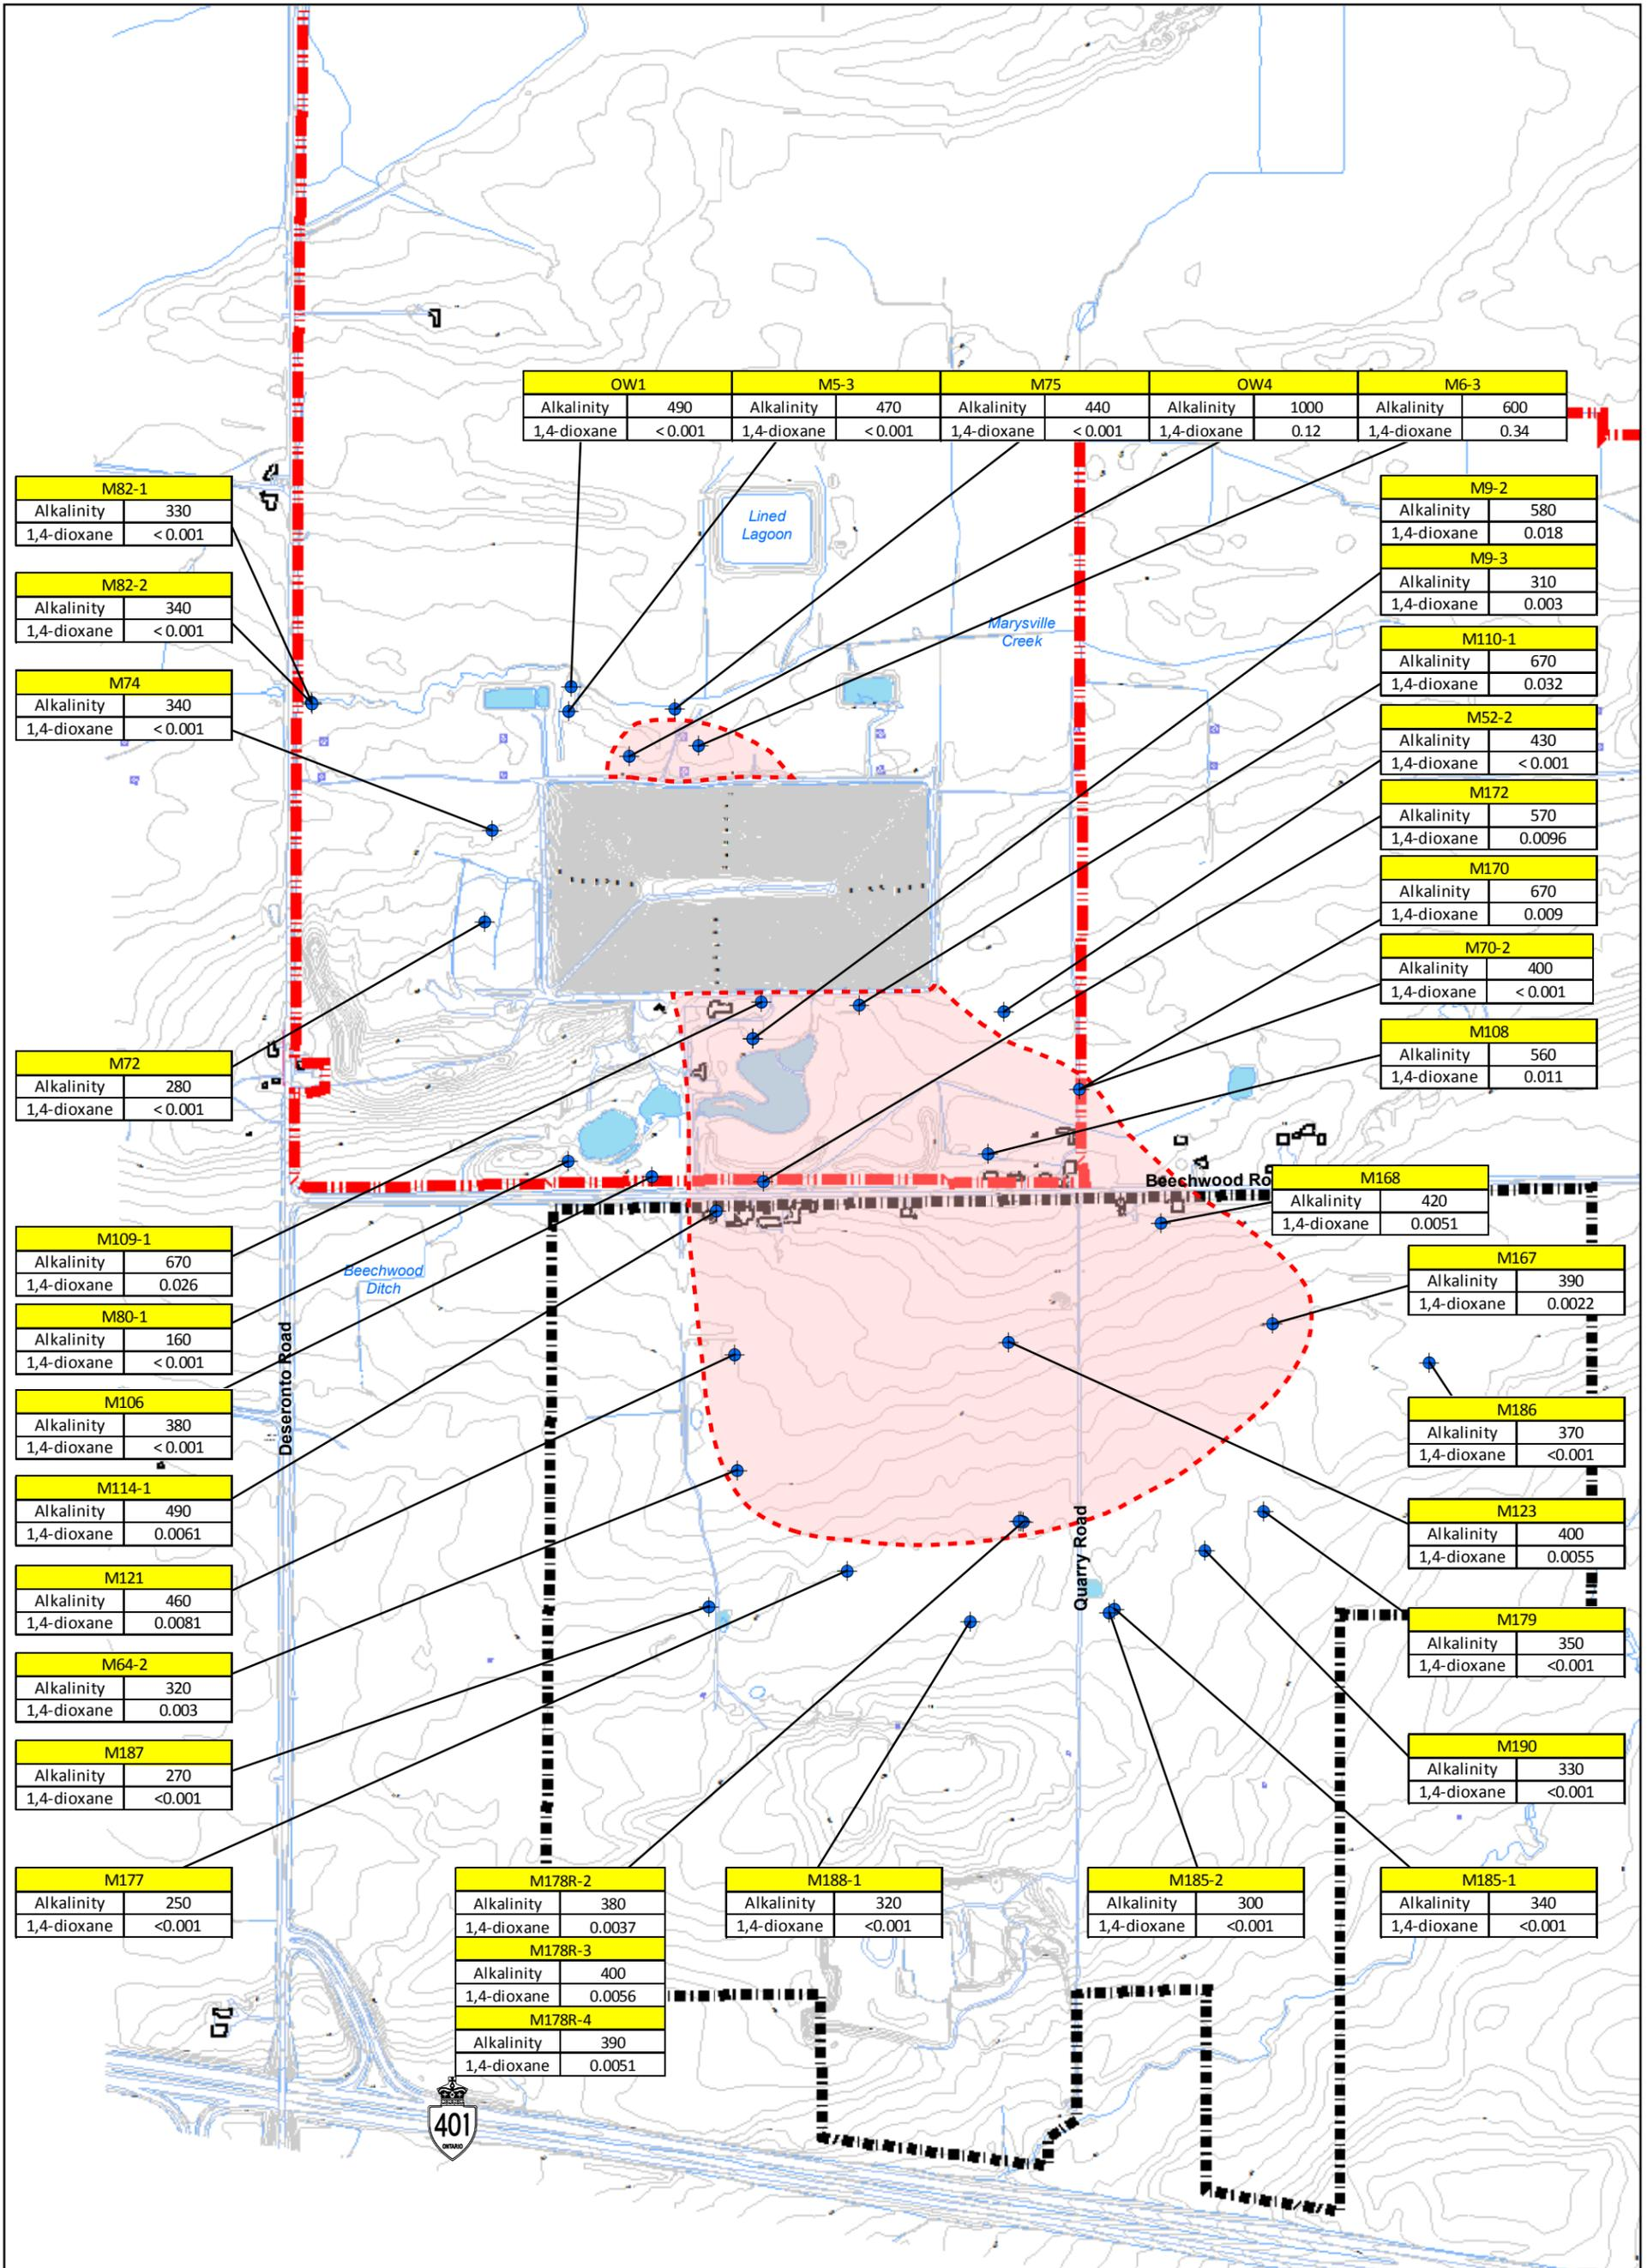 OW1 M5-3 M75 OW4 M6-3
Alkalinity 490 Alkalinity 470 Alkalinity 440 Alkalinity 1000 Alkalinity 600
1,4-dioxane < 0.001 1,4-dioxane < 0.001 1,4-dioxane < 0.001 1,4-dioxane 0.12 1,4-dioxane 0.34
M82-1
Alkalinity 330
1,4-dioxane < 0.001
M82-2
Alkalinity 340
1,4-dioxane < 0.001
M74
Alkalinity 340
1,4-dioxane < 0.001
Lined
Lagoon
Marysville
Creek
M9-2
Alkalinity 580
1,4-dioxane 0.018
M9-3
Alkalinity 310
1,4-dioxane 0.003
M110-1
Alkalinity 670
1,4-dioxane 0.032
M52-2
Alkalinity 430
1,4-dioxane < 0.001
M172
Alkalinity 570
1,4-dioxane 0.0096
M170
Alkalinity 670
1,4-dioxane 0.009
M70-2
Alkalinity 400
1,4-dioxane < 0.001
M108
Alkalinity 560
1,4-dioxane 0.011
M72
Alkalinity 280
1,4-dioxane < 0.001
Beechwood Ro
M168
Alkalinity 420
1,4-dioxane 0.0051
M109-1
Alkalinity 670
1,4-dioxane 0.026
M80-1
Alkalinity 160
1,4-dioxane < 0.001
M106
Alkalinity 380
1,4-dioxane < 0.001
M114-1
Alkalinity 490
1,4-dioxane 0.0061
M121
Alkalinity 460
1,4-dioxane 0.0081
M64-2
Alkalinity 320
1,4-dioxane 0.003
M187
Alkalinity 270
1,4-dioxane <0.001
M177
Alkalinity 250
1,4-dioxane <0.001
Beechwood
Ditch
Deseronto Road
Quarry Road
M167
Alkalinity 390
1,4-dioxane 0.0022
M186
Alkalinity 370
1,4-dioxane <0.001
M123
Alkalinity 400
1,4-dioxane 0.0055
M179
Alkalinity 350
1,4-dioxane <0.001
M190
Alkalinity 330
1,4-dioxane <0.001
M178R-2
Alkalinity 380
1,4-dioxane 0.0037
M178R-3
Alkalinity 400
1,4-dioxane 0.0056
M178R-4
Alkalinity 390
1,4-dioxane 0.0051
M188-1
Alkalinity 320
1,4-dioxane <0.001
M185-2
Alkalinity 300
1,4-dioxane <0.001
M185-1
Alkalinity 340
1,4-dioxane <0.001
401
ONTARIO